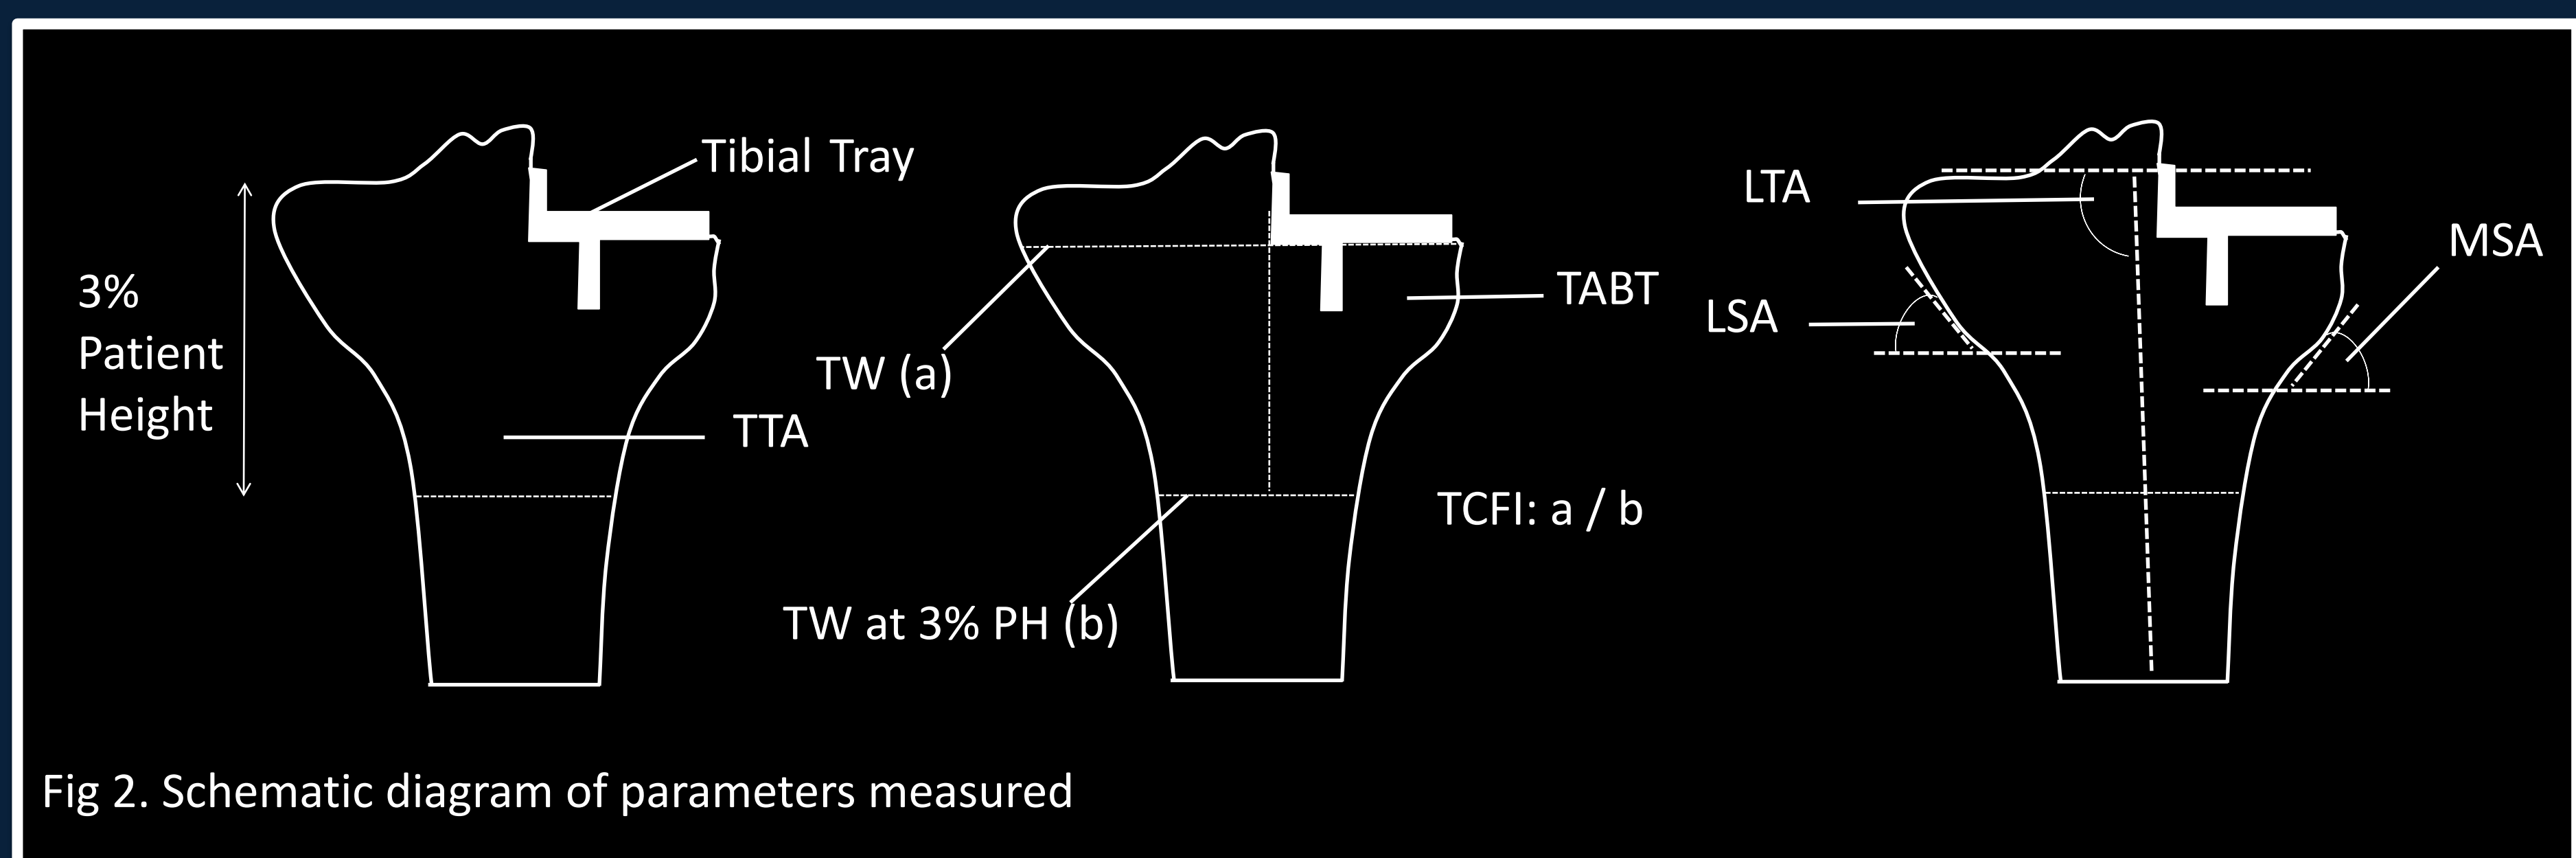 Tibial Tray
3%
Patient
Height
TTA
TW (a)
TABT
TW at 3% PH (b)
TCFI: a / b
LTA
LSA
MSA
Fig 2. Schematic diagram of parameters measured